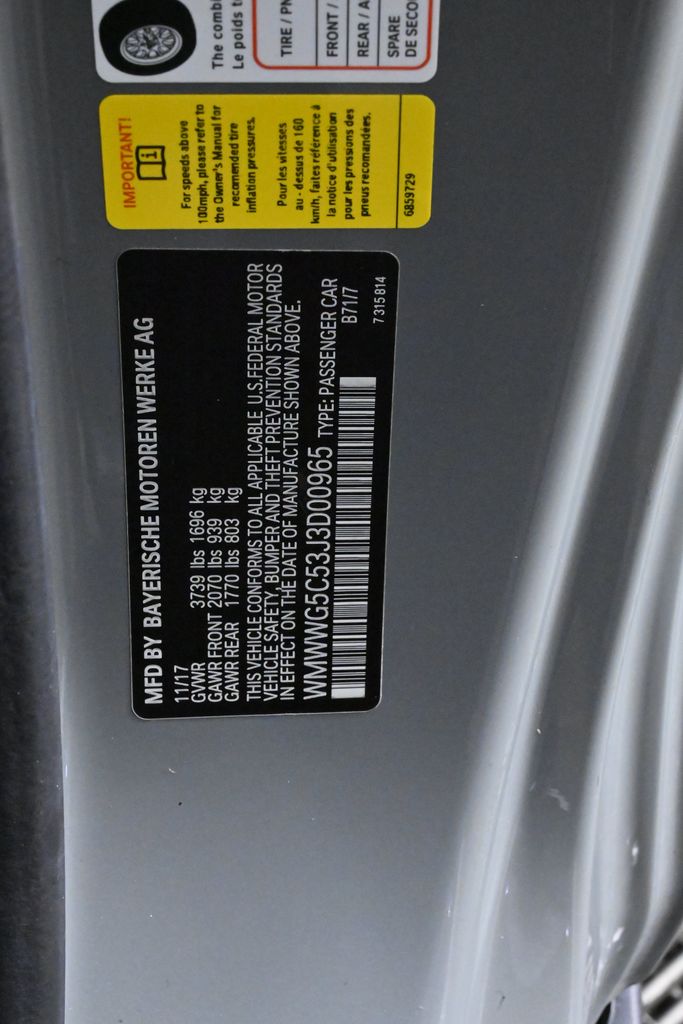 The combi
Le poids t
TIRE / PN
FRONT /
REAR / A
SPARE
DE SECO
IMPORTANT!
For speeds above
100mph, please refer to
the Owner's Manual for
recomended tire
inflation pressures.
Pour les vitesses
au - dessus de 160
km/h, faites référence à
la notice d'utilisation
pour les pressions des
pneus recomandées.
6859729
MFD BY BAYERISCHE MOTOREN WERKE AG
11/17
GVWR 3739 lbs 1696 kg
GAWR FRONT 2070 lbs 939 kg
GAWR REAR 1770 lbs 803 kg
THIS VEHICLE CONFORMS TO ALL APPLICABLE U.S.FEDERAL MOTOR
VEHICLE SAFETY, BUMPER AND THEFT PREVENTION STANDARDS
IN EFFECT ON THE DATE OF MANUFACTURE SHOWN ABOVE.
WMWWG5C53J3D00965 TYPE: PASSENGER CAR
B71/7
7315814